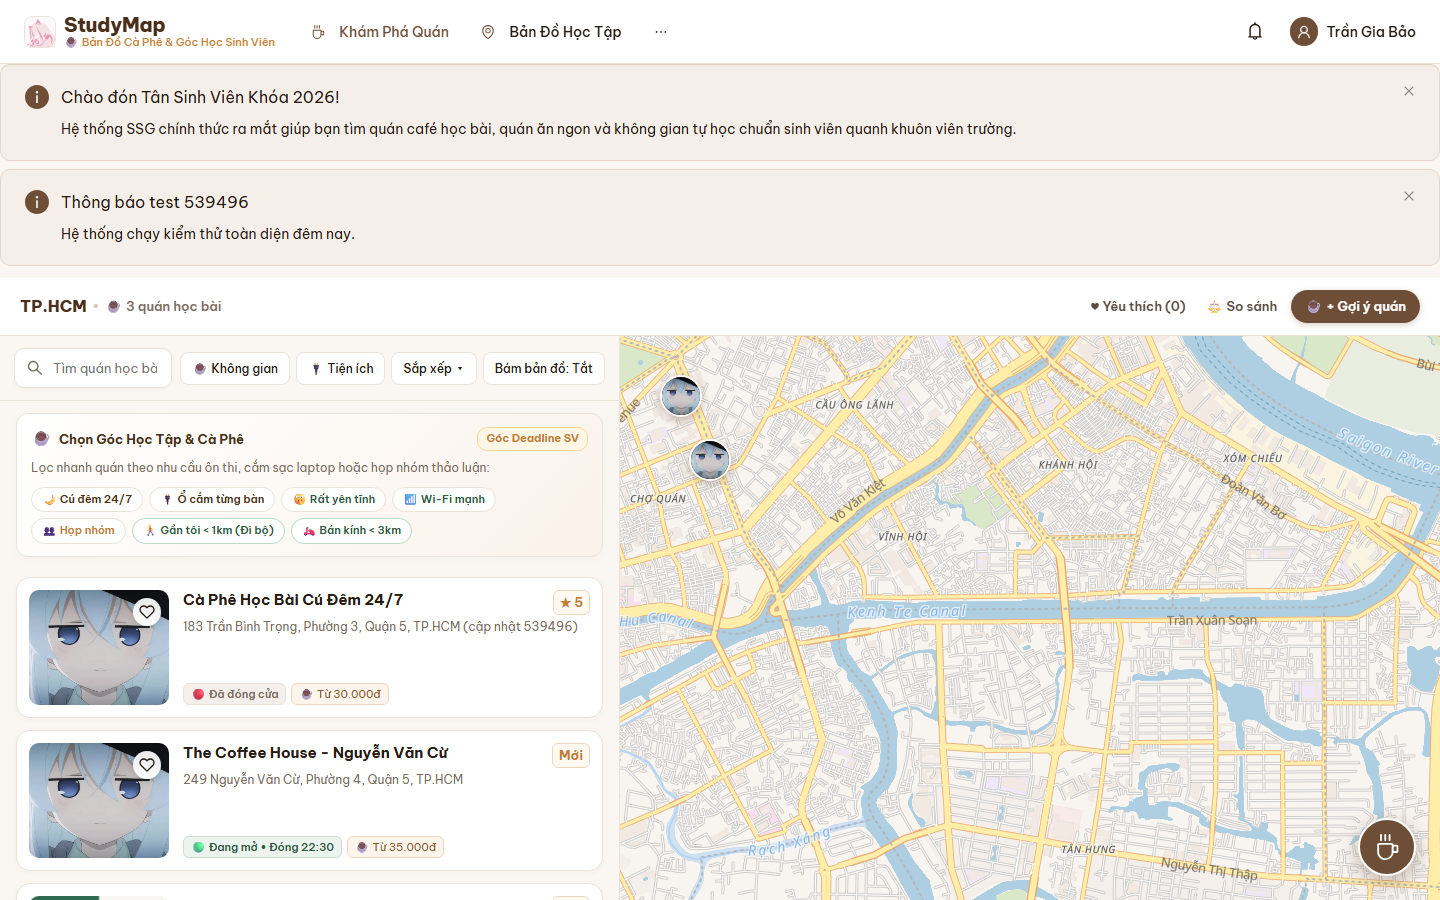 StudyMap
Bản Đồ Cà Phê & Góc Học Sinh Viên
Khám Phá Quán
Bản Đồ Học Tập
...
Trần Gia Bảo
Chào đón Tân Sinh Viên Khóa 2026!
Hệ thống SSG chính thức ra mắt giúp bạn tìm quán café học bài, quán ăn ngon và không gian tự học chuẩn sinh viên quanh khuôn viên trường.
Thông báo test 539496
Hệ thống chạy kiểm thử toàn diện đêm nay.
TP.HCM • 3 quán học bài
Yêu thích (0)
So sánh
+ Gợi ý quán
Tìm quán học bà
Không gian
Tiện ích
Sắp xếp
Bám bản đồ: Tắt
Chọn Góc Học Tập & Cà Phê
Góc Deadline SV
Lọc nhanh quán theo nhu cầu ôn thi, cắm sạc laptop hoặc họp nhóm thảo luận:
Cú đêm 24/7
Ổ cắm từng bàn
Rất yên tĩnh
Wi-Fi mạnh
Họp nhóm
Gần tôi < 1km (Đi bộ)
Bán kính < 3km
Cà Phê Học Bài Cú Đêm 24/7
★ 5
183 Trần Bình Trọng, Phường 3, Quận 5, TP.HCM (cập nhật 539496)
Đã đóng cửa
Từ 30.000đ
The Coffee House - Nguyễn Văn Cừ
Mới
249 Nguyễn Văn Cừ, Phường 4, Quận 5, TP.HCM
Đang mở • Đóng 22:30
Từ 35.000đ
enue
CẦU ÔNG LÃNH
Bùi
Saigon River
XÓM CHIẾU
KHÁNH HỘI
CHỢ QUÁN
Võ Văn Kiệt
Đoàn Văn Bơ
VĨNH HỘI
Hu Canal
Kenh Te Canal
Trần Xuân Soạn
Rạch Xáng
TÂN HƯNG
Nguyễn Thị Thập